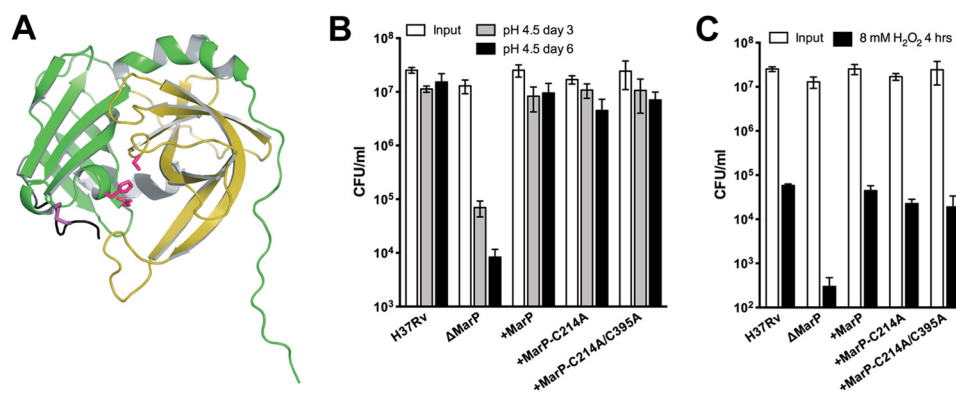 A
B
Input
pH 4.5 day 3
pH 4.5 day 6
CFU/ml
10⁸
10⁷
10⁶
10⁵
10⁴
10³
H37Rv
ΔMarP
+MarP
+MarP-C214A
+MarP-C214A/C395A
C
Input
8 mM H₂O₂ 4 hrs
CFU/ml
10⁸
10⁷
10⁶
10⁵
10⁴
10³
10²
H37Rv
ΔMarP
+MarP
+MarP-C214A
+MarP-C214A/C395A